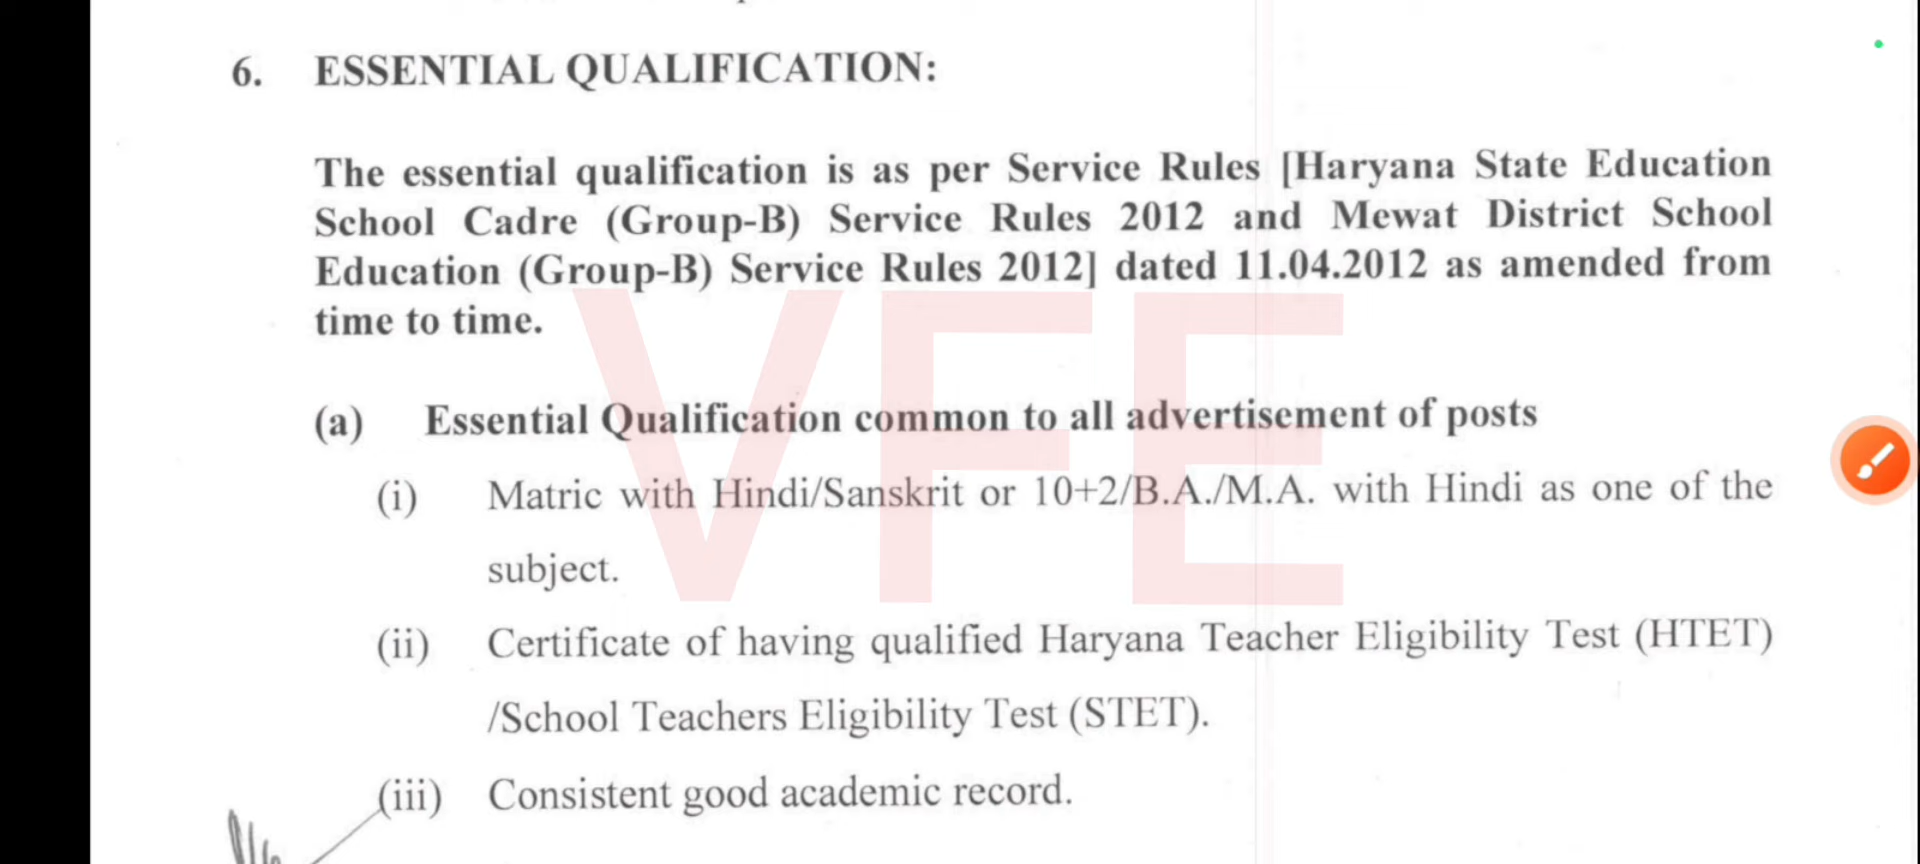 6. ESSENTIAL QUALIFICATION:
The essential qualification is as per Service Rules [Haryana State Education
School Cadre (Group-B) Service Rules 2012 and Mewat District School
Education (Group-B) Service Rules 2012] dated 11.04.2012 as amended from
time to time.
(a) Essential Qualification common to all advertisement of posts
(i) Matric with Hindi/Sanskrit or 10+2/B.A./M.A. with Hindi as one of the
subject.
(ii) Certificate of having qualified Haryana Teacher Eligibility Test (HTET)
/School Teachers Eligibility Test (STET).
(iii) Consistent good academic record.
VFE